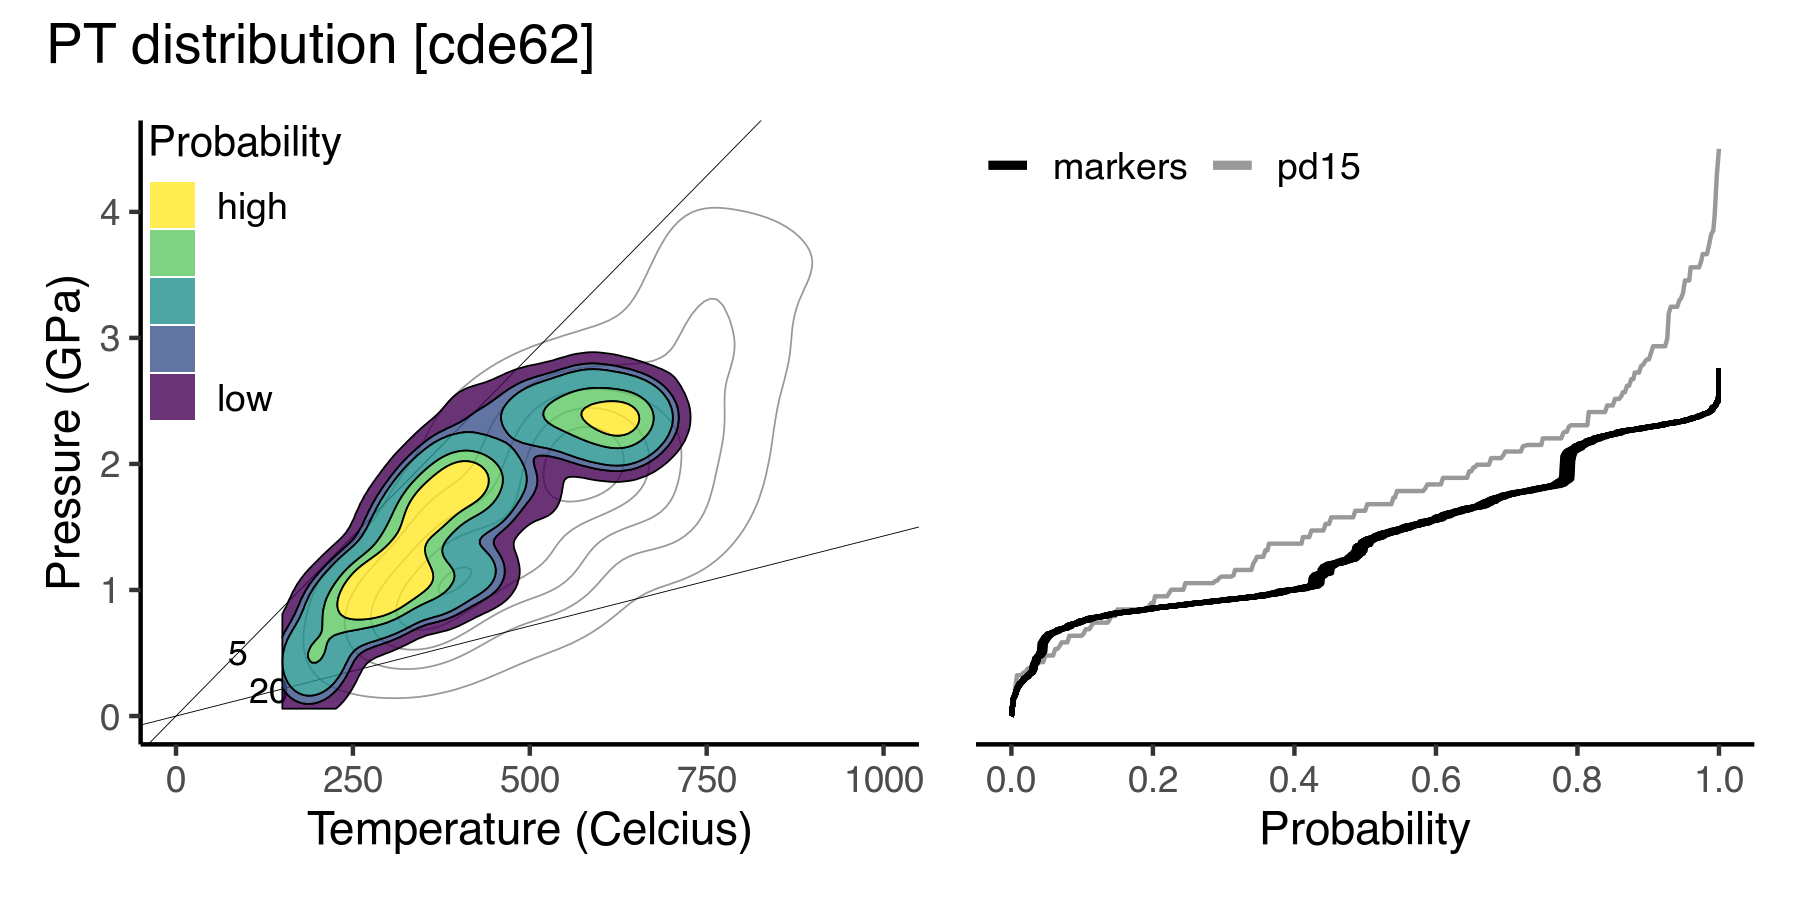 PT distribution [cde62]
Probability
high
low
markers
pd15
4
3
2
1
0
5
20
Pressure (GPa)
0 250 500 750 1000
Temperature (Celcius)
0.0 0.2 0.4 0.6 0.8 1.0
Probability